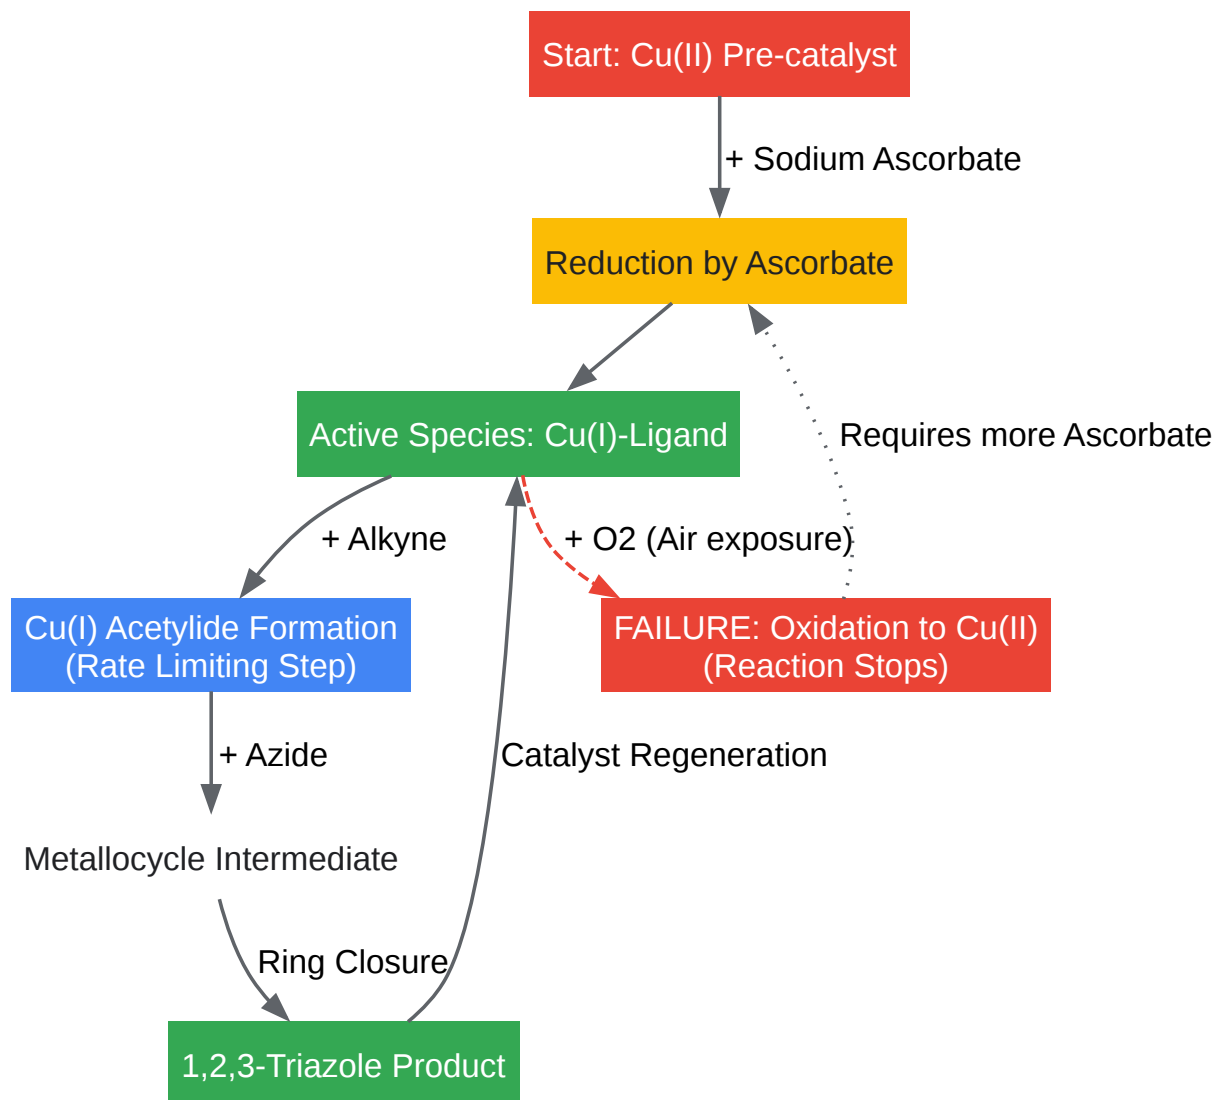 Start: Cu(II) Pre-catalyst
+ Sodium Ascorbate
Reduction by Ascorbate
Active Species: Cu(I)-Ligand
Requires more Ascorbate
+ Alkyne
+ O2 (Air exposure)
Cu(I) Acetylide Formation
(Rate Limiting Step)
FAILURE: Oxidation to Cu(II)
(Reaction Stops)
+ Azide
Catalyst Regeneration
Metallocycle Intermediate
Ring Closure
1,2,3-Triazole Product